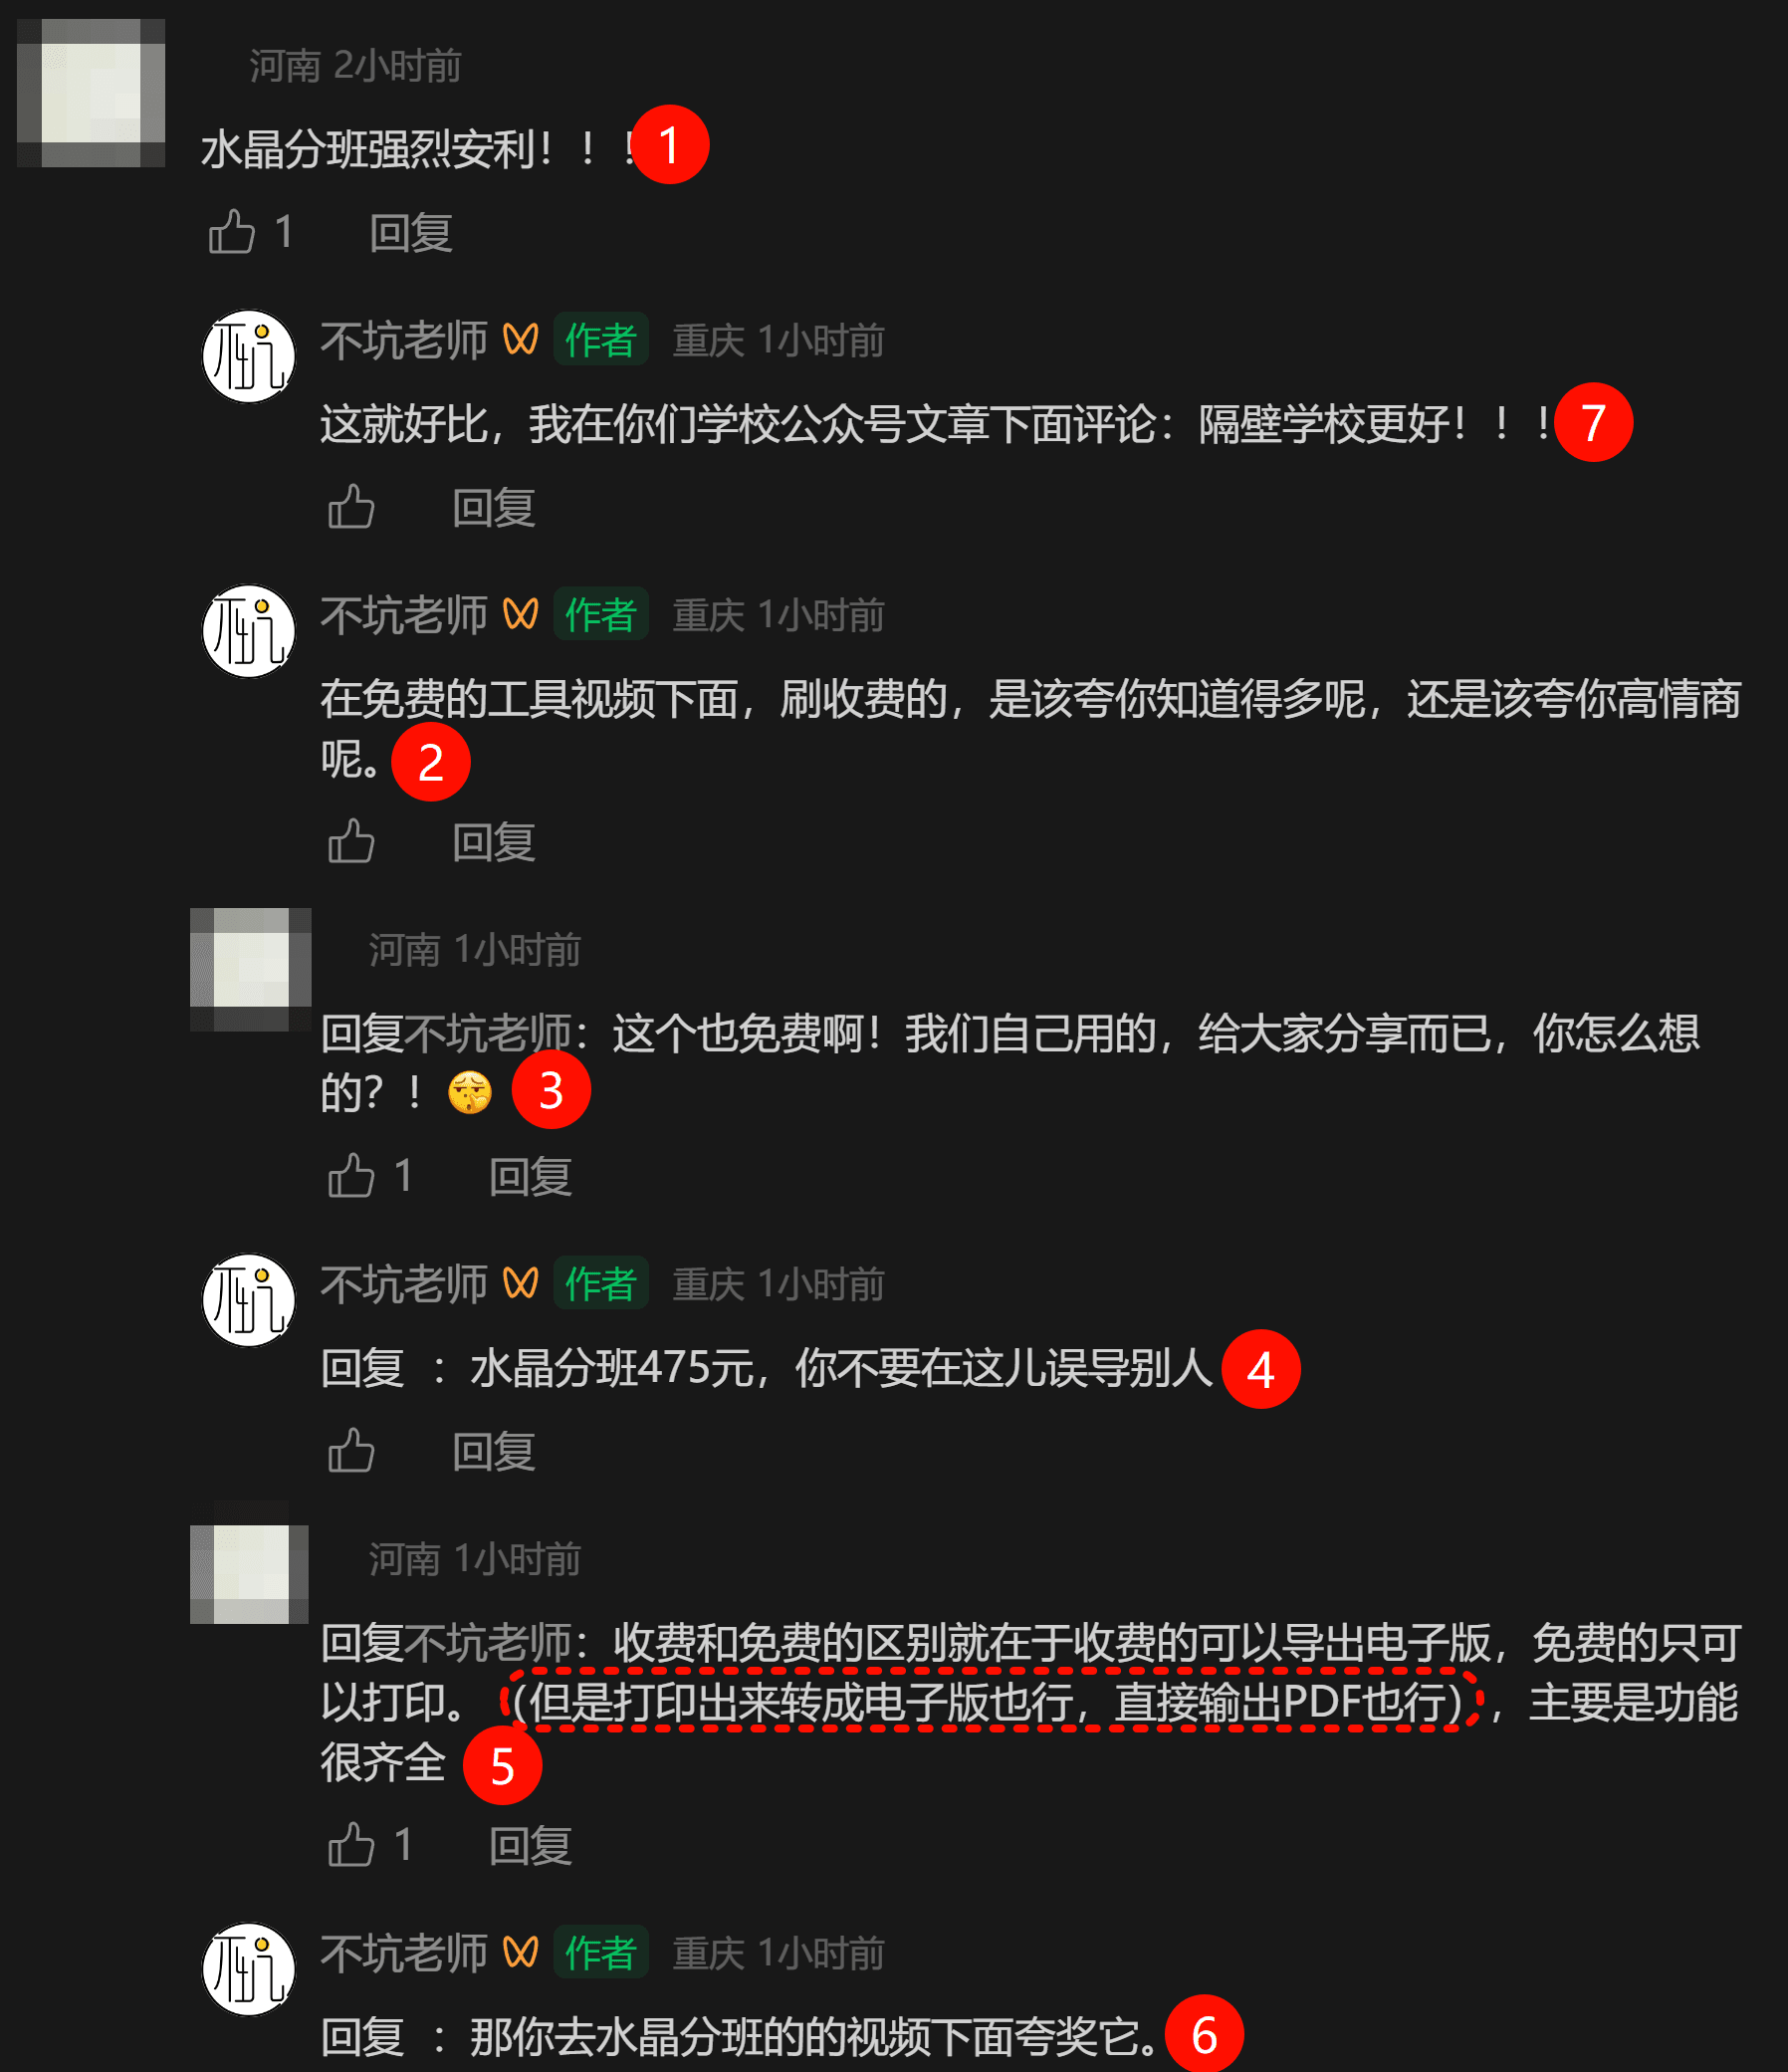 河南 2小时前
水晶分班强烈安利！！！ 1
1 回复
不坑老师 作者 重庆 1小时前
这就好比，我在你们学校公众号文章下面评论：隔壁学校更好！！！ 7
回复
不坑老师 作者 重庆 1小时前
在免费的工具视频下面，刷收费的，是该夸你知道得多呢，还是该夸你高情商
呢。 2
回复
河南 1小时前
回复不坑老师：这个也免费啊！我们自己用的，给大家分享而已，你怎么想
的？！ 3
1 回复
不坑老师 作者 重庆 1小时前
回复 ：水晶分班475元，你不要在这儿误导别人 4
回复
河南 1小时前
回复不坑老师：收费和免费的区别就在于收费的可以导出电子版，免费的只可
以打印。（但是打印出来转成电子版也行，直接输出PDF也行），主要是功能
很齐全 5
1 回复
不坑老师 作者 重庆 1小时前
回复 ：那你去水晶分班的的视频下面夸奖它。 6